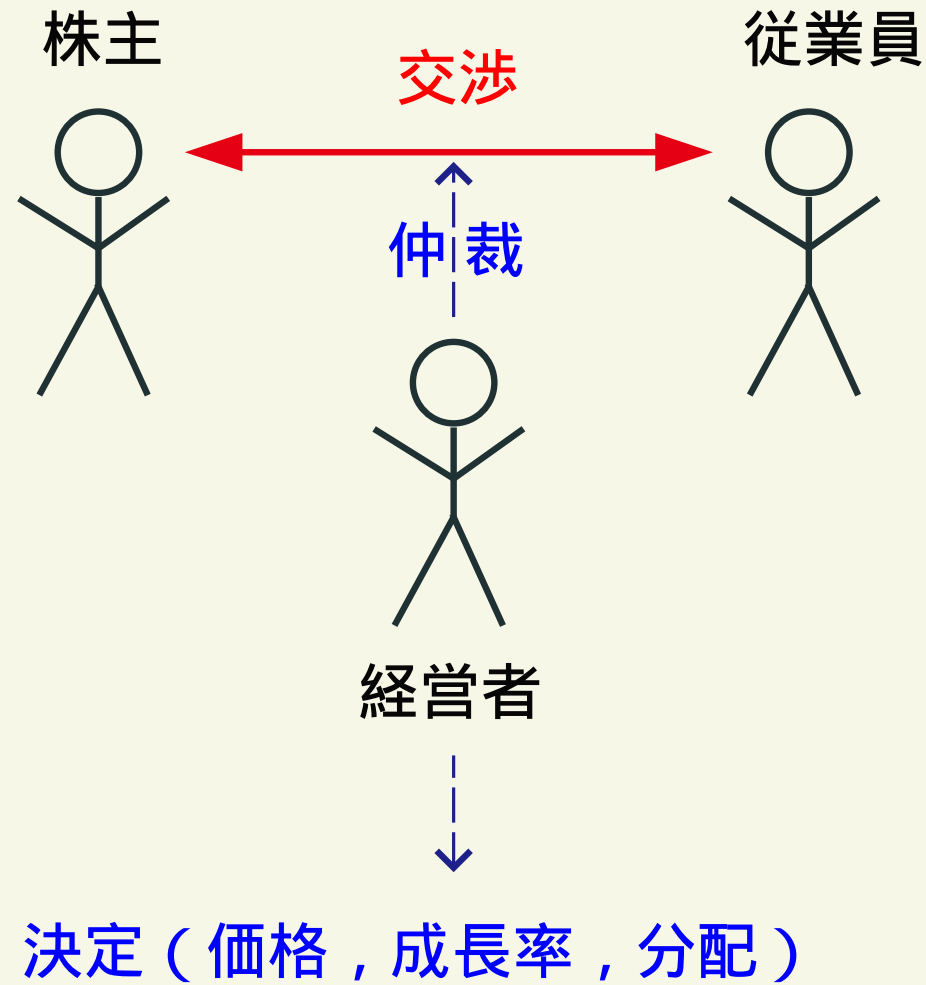 株主
従業員
交渉
仲裁
経営者
決定（価格，成長率，分配）